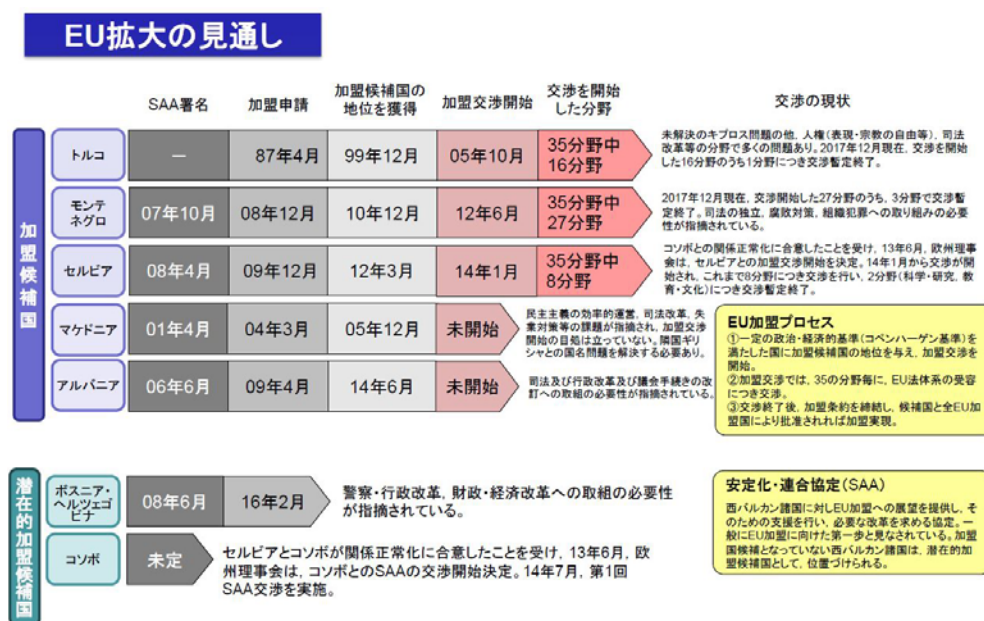 EU拡大の見通し
SAA署名
加盟申請
加盟候補国の
地位を獲得
加盟交渉開始
交渉を開始
した分野
交渉の現状
加盟候補国
トルコ
―
87年4月
99年12月
05年10月
35分野中
16分野
未解決のキプロス問題の他，人権（表現・宗教の自由等），司法
改革等の分野で多くの問題あり。2017年12月現在，交渉を開始
した16分野のうち1分野につき交渉暫定終了。
モンテ
ネグロ
07年10月
08年12月
10年12月
12年6月
35分野中
27分野
2017年12月現在，交渉開始した27分野のうち，3分野で交渉暫
定終了。司法の独立，腐敗対策，組織犯罪への取り組みの必要
性が指摘されている。
セルビア
08年4月
09年12月
12年3月
14年1月
35分野中
8分野
コソボとの関係正常化に合意したことを受け，13年6月，欧州理事
会は，セルビアとの加盟交渉開始を決定。14年1月から交渉が開
始され，これまで8分野につき交渉を行い，2分野（科学・研究，教
育・文化）につき交渉暫定終了。
マケドニア
01年4月
04年3月
05年12月
未開始
民主主義の効率的運営，司法改革，失
業対策等の課題が指摘され，加盟交渉
開始の目処は立っていない。隣国ギリ
シャとの国名問題を解決する必要あり。
アルバニア
06年6月
09年4月
14年6月
未開始
司法及び行政改革及び議会手続きの改
訂への取組の必要性が指摘されている。
EU加盟プロセス
①一定の政治・経済的基準（コペンハーゲン基準）を
満たした国に加盟候補国の地位を与え，加盟交渉を
開始。
②加盟交渉では，35の分野毎に，EU法体系の受容
につき交渉。
③交渉終了後，加盟条約を締結し，候補国と全EU加
盟国により批准されれば加盟実現。
潜在的加盟候補国
ボスニア・
ヘルツェゴ
ビナ
08年6月
16年2月
警察・行政改革，財政・経済改革への取組の必要性
が指摘されている。
コソボ
未定
セルビアとコソボが関係正常化に合意したことを受け，13年6月，欧
州理事会は，コソボとのSAAの交渉開始決定。14年7月，第1回
SAA交渉を実施。
安定化・連合協定（SAA）
西バルカン諸国に対しEU加盟への展望を提供し，そ
のための支援を行い，必要な改革を求める協定。一
般にEU加盟に向けた第一歩と見なされている。加盟
国候補となっていない西バルカン諸国は，潜在的加
盟候補国として，位置づけられる。